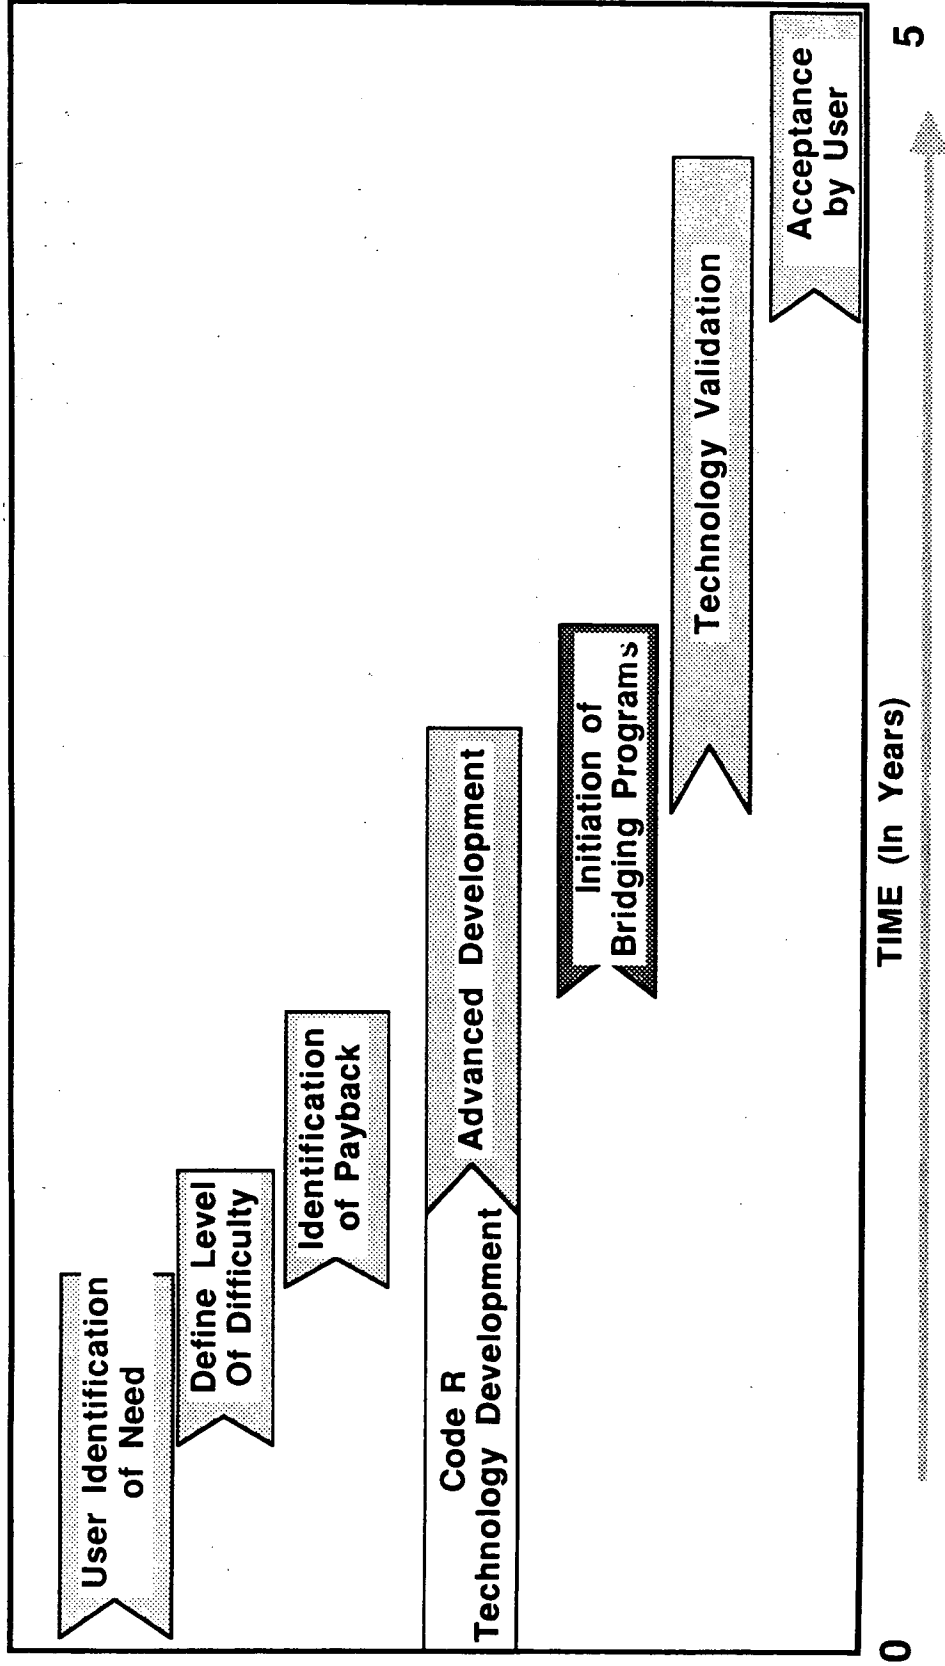 User Identification
of Need
Define Level
Of Difficulty
Identification
of Payback
Code R
Technology Development
Advanced Development
Initiation of
Bridging Programs
Technology Validation
Acceptance
by User
0
TIME (In Years)
5